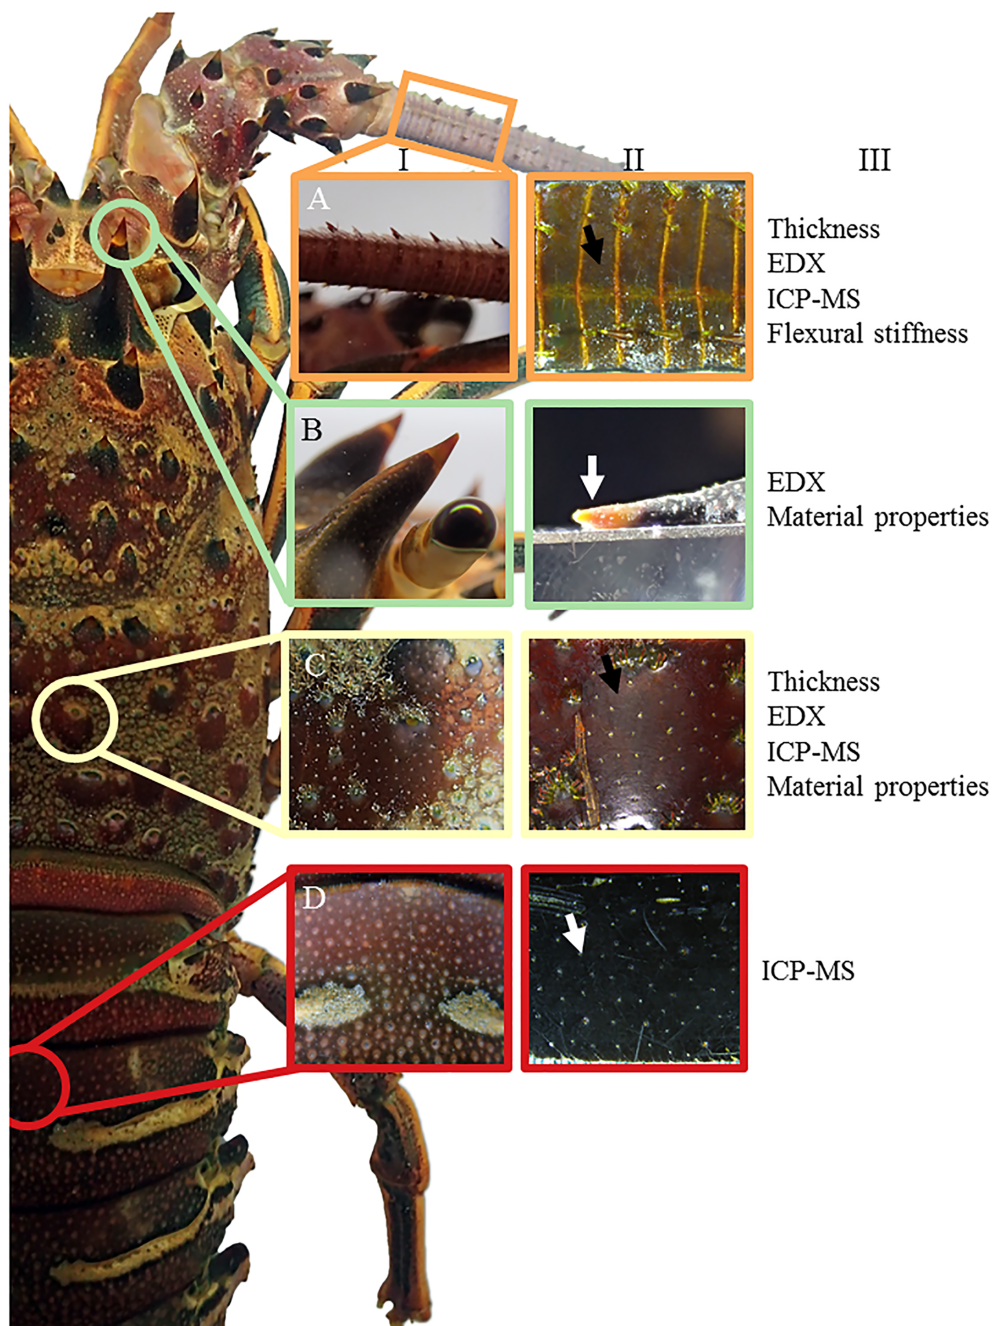 I II III
A
Thickness
EDX
ICP-MS
Flexural stiffness
B
EDX
Material properties
C
Thickness
EDX
ICP-MS
Material properties
D
ICP-MS